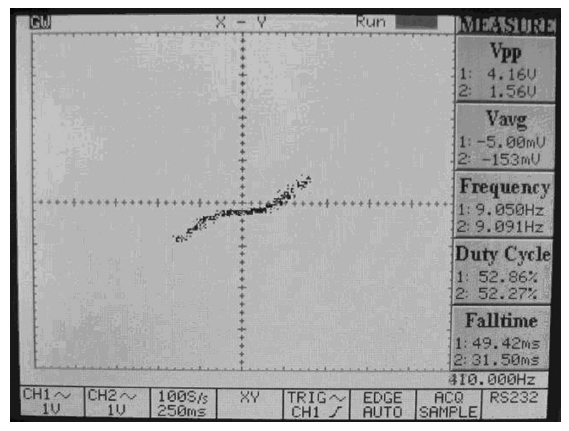 GW X - Y Run
MEASURE
Vpp
1: 4.16V
2: 1.56V
Vavg
1:-5.00mV
2: -153mV
Frequency
1:9.050Hz
2:9.091Hz
Duty Cycle
1: 52.86%
2: 52.27%
Falltime
1:49.42ms
2:31.50ms
410.000Hz
CH1～ CH2～ 100S/s XY TRIG～ EDGE ACQ RS232
1V 1V 250ms CH1 AUTO SAMPLE